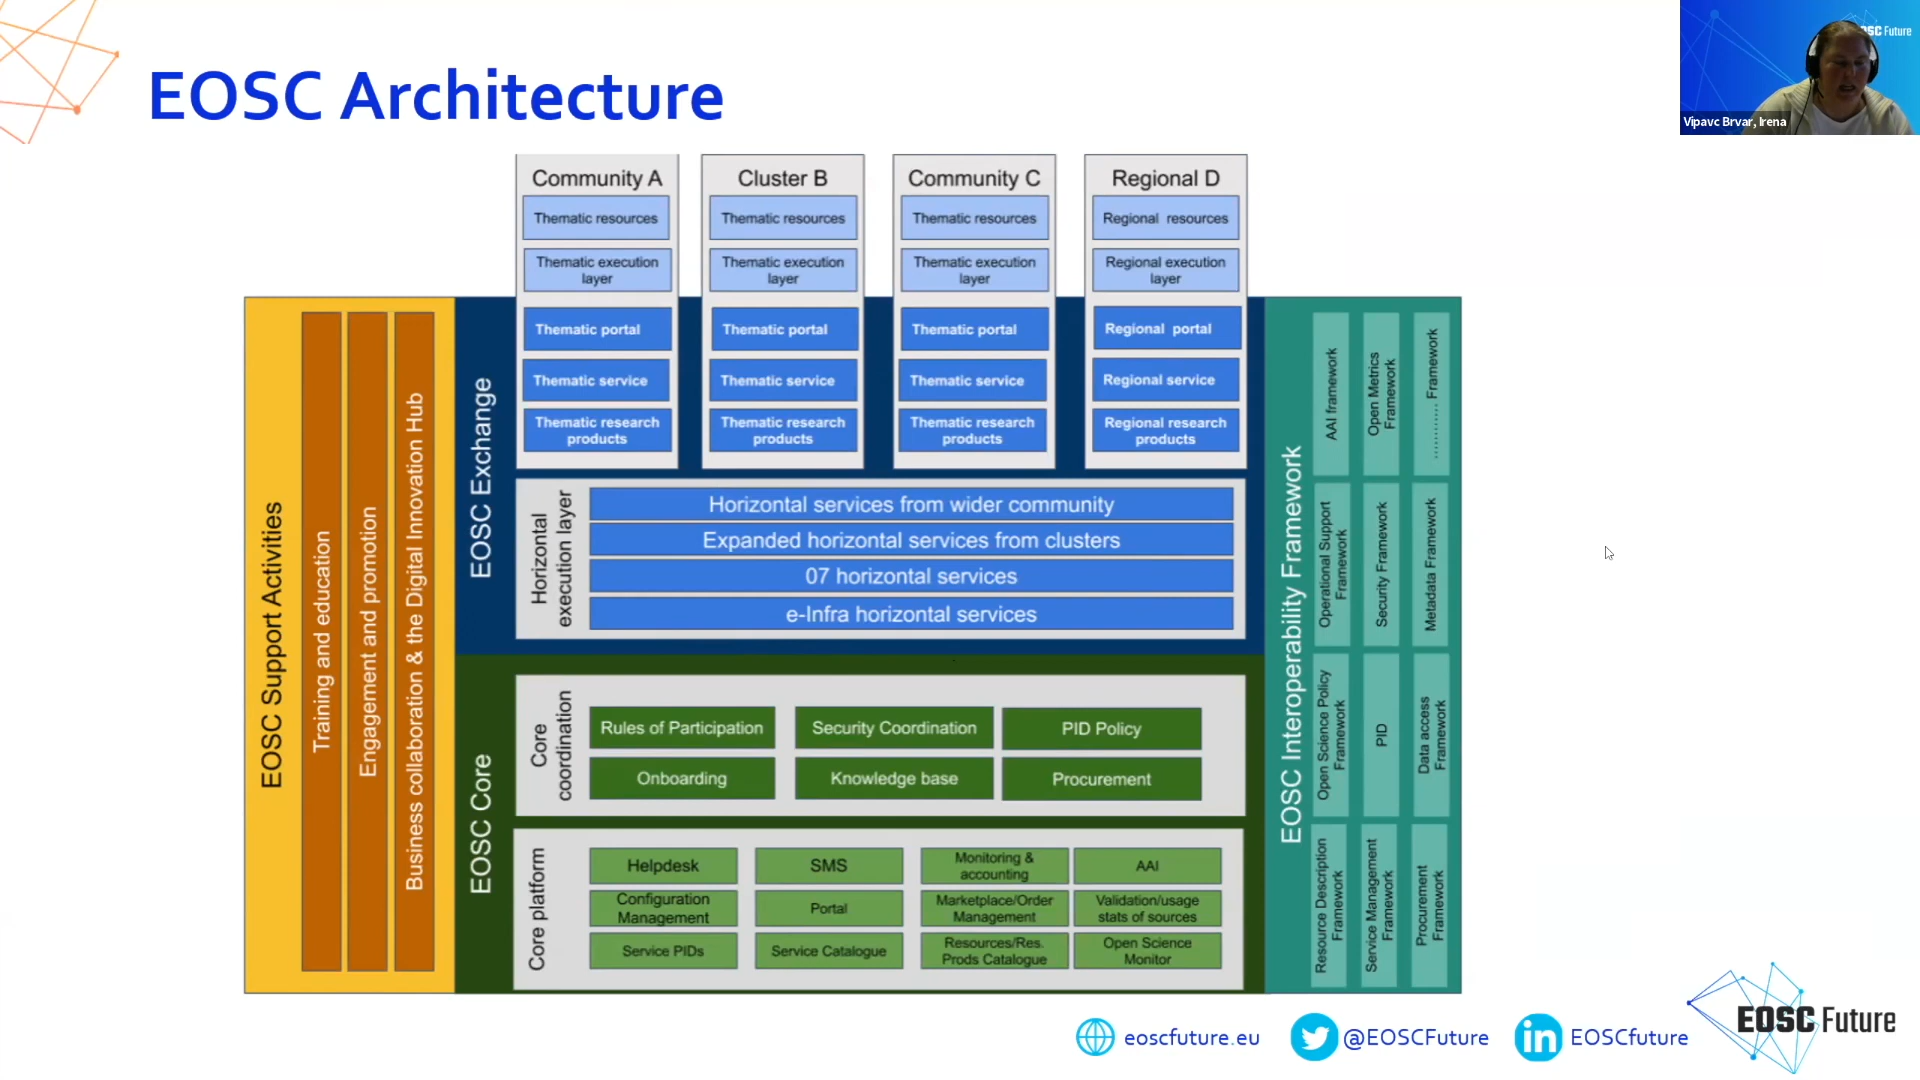 EOSC Architecture
SC Future
Vipavc Brvar, Irena
Community A
Thematic resources
Thematic execution
layer
Thematic portal
Thematic service
Thematic research
products
Cluster B
Thematic resources
Thematic execution
layer
Thematic portal
Thematic service
Thematic research
products
Community C
Thematic resources
Thematic execution
layer
Thematic portal
Thematic service
Thematic research
products
Regional D
Regional resources
Regional execution
layer
Regional portal
Regional service
Regional research
products
EOSC Support Activities
Training and education
Engagement and promotion
Business collaboration & the Digital Innovation Hub
EOSC Exchange
Horizontal
execution layer
Horizontal services from wider community
Expanded horizontal services from clusters
07 horizontal services
e-Infra horizontal services
EOSC Core
Core
coordination
Rules of Participation
Security Coordination
PID Policy
Onboarding
Knowledge base
Procurement
Core platform
Helpdesk
SMS
Monitoring &
accounting
AAI
Configuration
Management
Portal
Marketplace/Order
Management
Validation/usage
stats of sources
Service PIDs
Service Catalogue
Resources/Res.
Prods Catalogue
Open Science
Monitor
EOSC Interoperability Framework
AAI framework
Open Metrics
Framework
........... Framework
Operational Support
Framework
Security Framework
Metadata Framework
Open Science Policy
Framework
PID
Data access
Framework
Resource Description
Framework
Service Management
Framework
Procurement
Framework
eoscfuture.eu
@EOSCFuture
in
EOSCfuture
EOSC Future